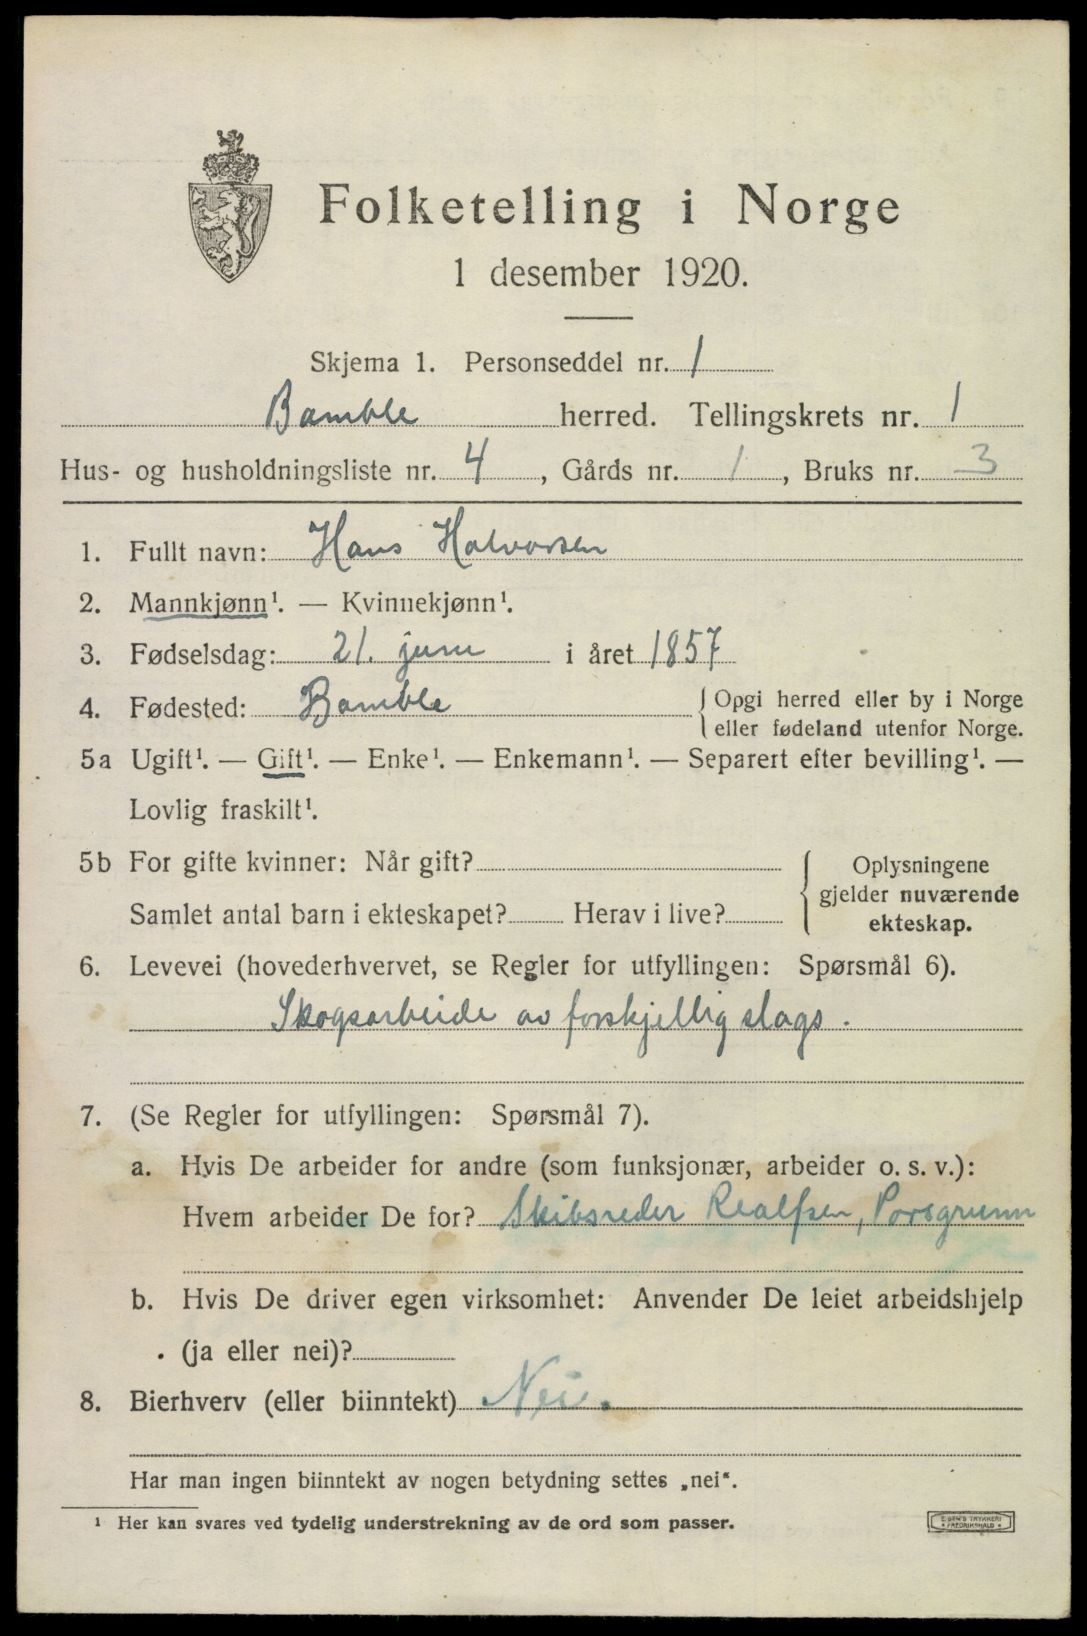 Folketelling i Norge
1 desember 1920.
Skjema 1. Personseddel nr. 1
Bamble herred. Tellingskrets nr. 1
Hus- og husholdningsliste nr. 4, Gårds nr. 1, Bruks nr. 3
1. Fullt navn: Hans Halvorsen
2. Mannkjønn¹. — Kvinnekjønn¹.
3. Fødselsdag: 21. juni i året 1857
4. Fødested: Bamble { Opgi herred eller by i Norge
eller fødeland utenfor Norge.
5a Ugift¹. — Gift¹. — Enke¹. — Enkemann¹. — Separert efter bevilling¹. —
Lovlig fraskilt¹.
5b For gifte kvinner: Når gift?
Samlet antal barn i ekteskapet? Herav i live?
{ Oplysningene
gjelder nuværende
ekteskap.
6. Levevei (hovederhvervet, se Regler for utfyllingen: Spørsmål 6).
Skogsarbeide av forskjellig slags.
7. (Se Regler for utfyllingen: Spørsmål 7).
a. Hvis De arbeider for andre (som funksjonær, arbeider o. s. v.):
Hvem arbeider De for? Skibsreder Realfsen, Porsgrunn
b. Hvis De driver egen virksomhet: Anvender De leiet arbeidshjelp
(ja eller nei)?
8. Bierhverv (eller biinntekt) Nei.
Har man ingen biinntekt av nogen betydning settes „nei“.
¹ Her kan svares ved tydelig understrekning av de ord som passer.